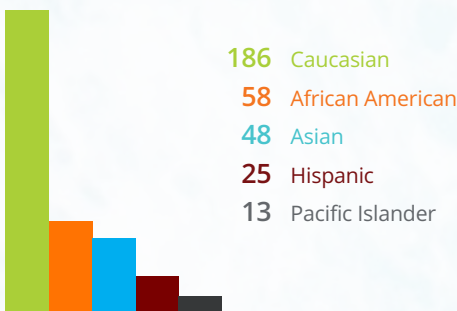 186 Caucasian
58 African American
48 Asian
25 Hispanic
13 Pacific Islander